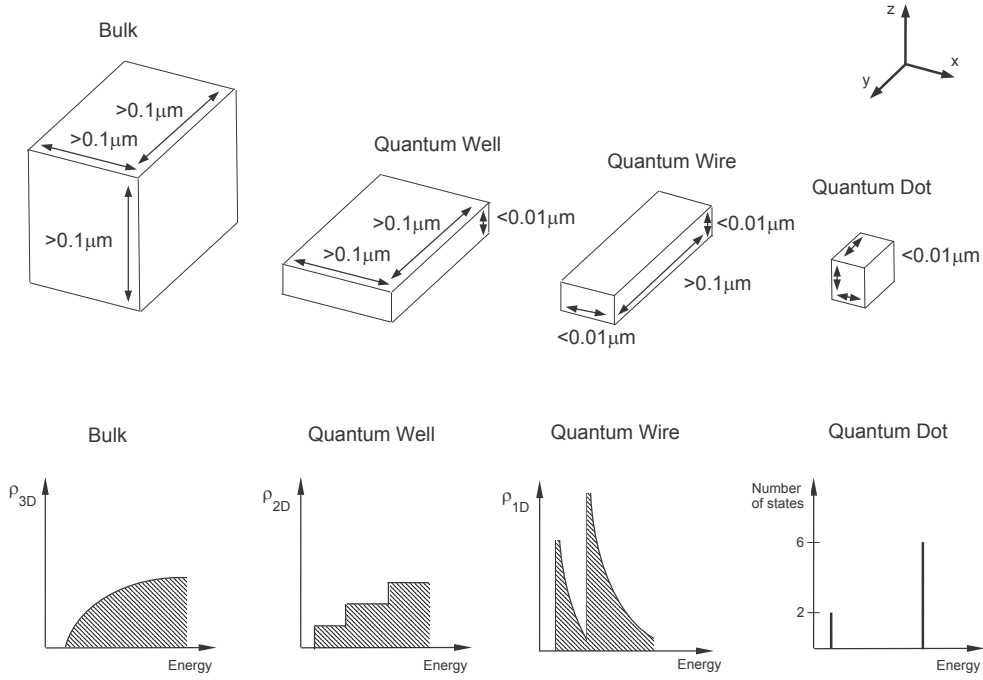 Bulk
>0.1μm
>0.1μm
>0.1μm
Quantum Well
>0.1μm
>0.1μm
<0.01μm
Quantum Wire
<0.01μm
>0.1μm
<0.01μm
Quantum Dot
<0.01μm
z
x
y
Bulk
ρ3D
Energy
Quantum Well
ρ2D
Energy
Quantum Wire
ρ1D
Energy
Quantum Dot
Number
of states
6
2
Energy